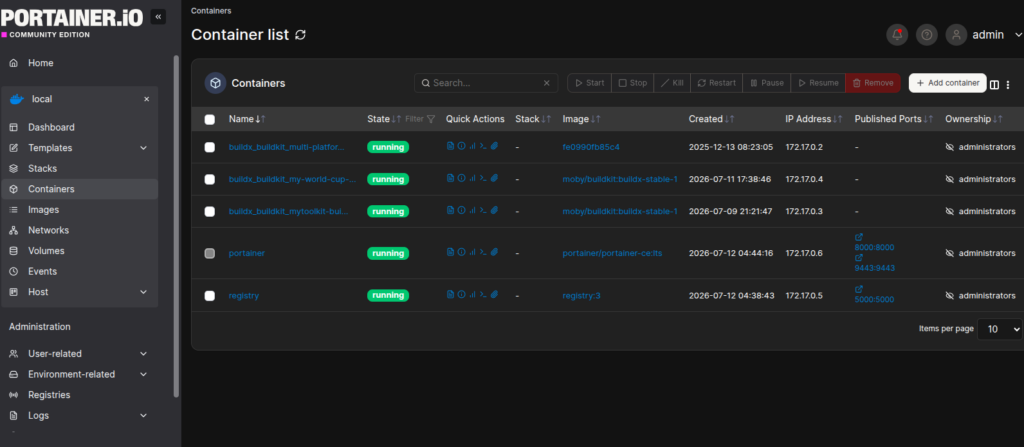 PORTAINER.IO
COMMUNITY EDITION
Home
local
Dashboard
Templates
Stacks
Containers
Images
Networks
Volumes
Events
Host
Administration
User-related
Environment-related
Registries
Logs
Containers
Container list
admin
Containers
Search...
Start Stop Kill Restart Pause Resume Remove
+ Add container
Name State Filter Quick Actions Stack Image Created IP Address Published Ports Ownership
buildx_buildkit_multi-platfor... running - fe0990fb85c4 2025-12-13 08:23:05 172.17.0.2 - administrators
buildx_buildkit_my-world-cup-... running - moby/buildkit:buildx-stable-1 2026-07-11 17:38:46 172.17.0.4 - administrators
buildx_buildkit_mytoolkit-bui... running - moby/buildkit:buildx-stable-1 2026-07-09 21:21:47 172.17.0.3 - administrators
portainer running - portainer/portainer-ce:lts 2026-07-12 04:44:16 172.17.0.6 8000:8000 9443:9443 administrators
registry running - registry:3 2026-07-12 04:38:43 172.17.0.5 5000:5000 administrators
Items per page 10